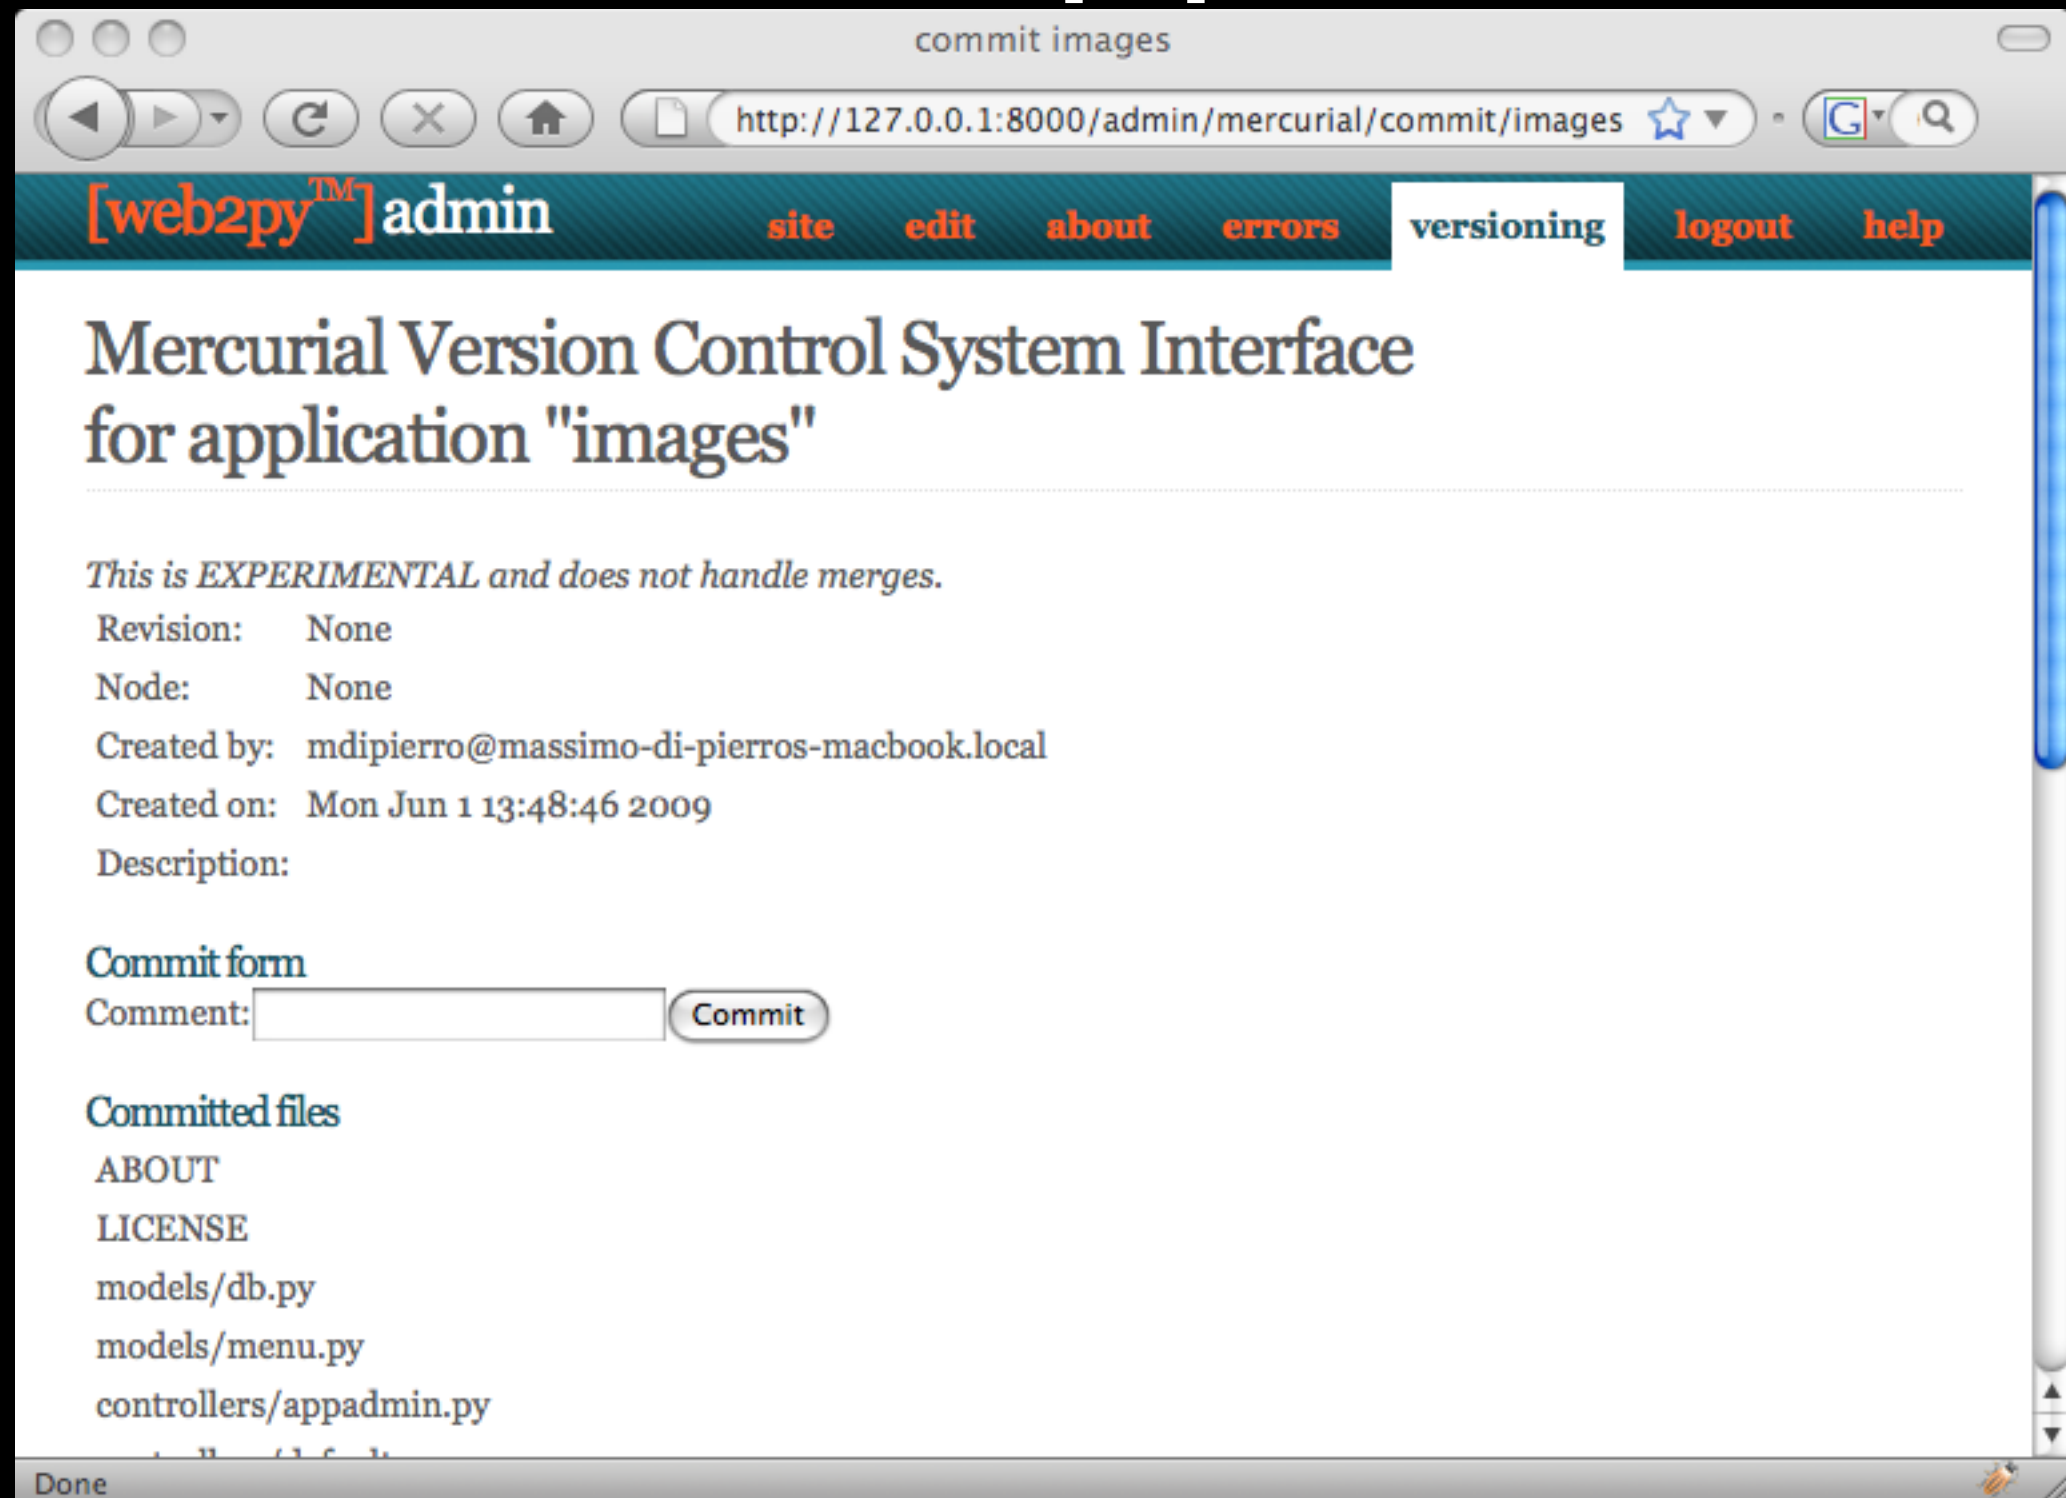 commit images
http://127.0.0.1:8000/admin/mercurial/commit/images
G
[web2py™]admin site edit about errors versioning logout help
Mercurial Version Control System Interface
for application "images"
This is EXPERIMENTAL and does not handle merges.
Revision: None
Node: None
Created by: mdipierro@massimo-di-pierros-macbook.local
Created on: Mon Jun 1 13:48:46 2009
Description:
Commit form
Comment: Commit
Committed files
ABOUT
LICENSE
models/db.py
models/menu.py
controllers/appadmin.py
Done